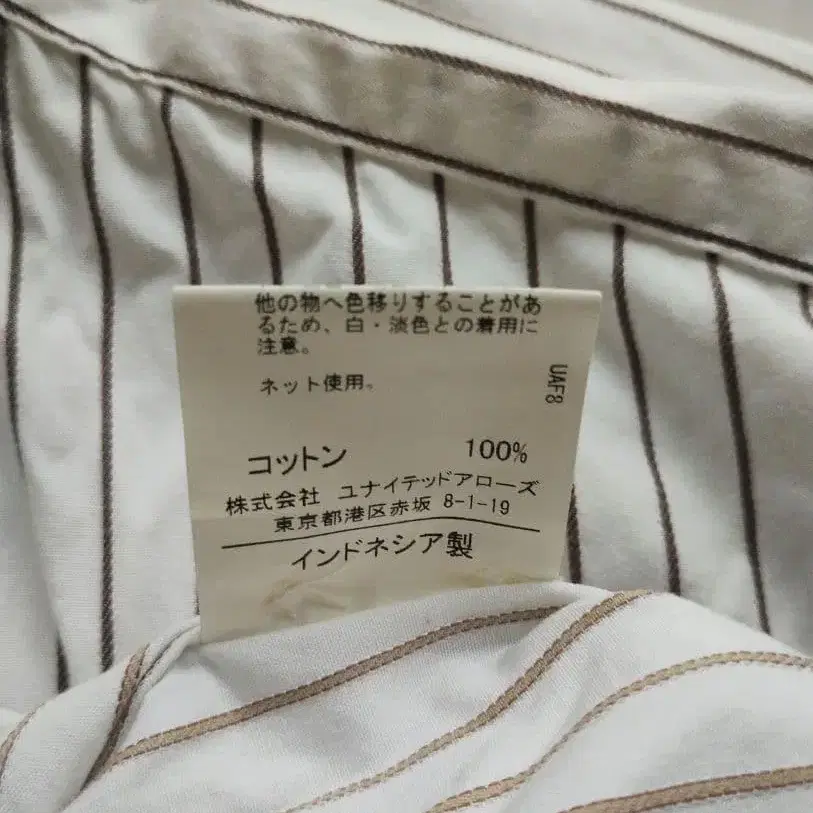 他の物へ色移りすることがあ
るため、白・淡色との着用に
注意。
ネット使用。
UAF8
コットン 100%
株式会社 ユナイテッドアローズ
東京都港区赤坂 8-1-19
インドネシア製